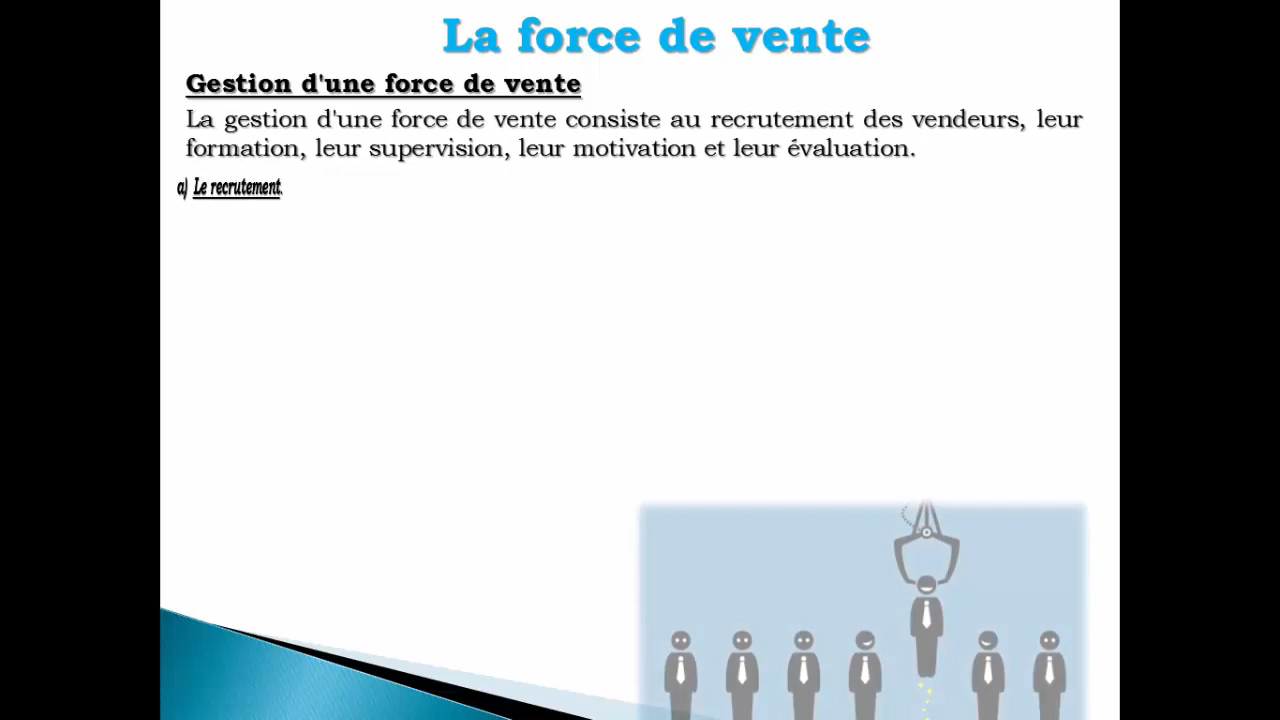 La force de vente
Gestion d'une force de vente
La gestion d'une force de vente consiste au recrutement des vendeurs, leur
formation, leur supervision, leur motivation et leur évaluation.
a) Le recrutement.